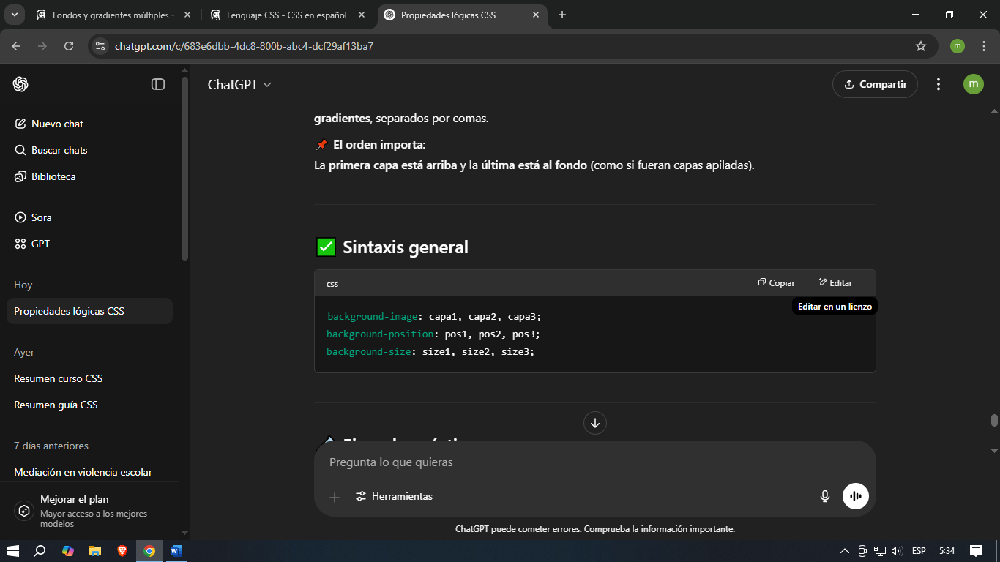 Fondos y gradientes múltiples -
Lenguaje CSS - CSS en español
Propiedades lógicas CSS
chatgpt.com/c/683e6dbb-4dc8-800b-abc4-dcf29af13ba7
m
ChatGPT
Compartir
m
Nuevo chat
Buscar chats
Biblioteca
Sora
GPT
Hoy
Propiedades lógicas CSS
Ayer
Resumen curso CSS
Resumen guía CSS
7 días anteriores
Mediación en violencia escolar
Mejorar el plan
Mayor acceso a los mejores
modelos
gradientes, separados por comas.
El orden importa:
La primera capa está arriba y la última está al fondo (como si fueran capas apiladas).
Sintaxis general
css
Copiar
Editar
Editar en un lienzo
background-image: capa1, capa2, capa3;
background-position: pos1, pos2, pos3;
background-size: size1, size2, size3;
Pregunta lo que quieras
Herramientas
ChatGPT puede cometer errores. Comprueba la información importante.
ESP
5:34